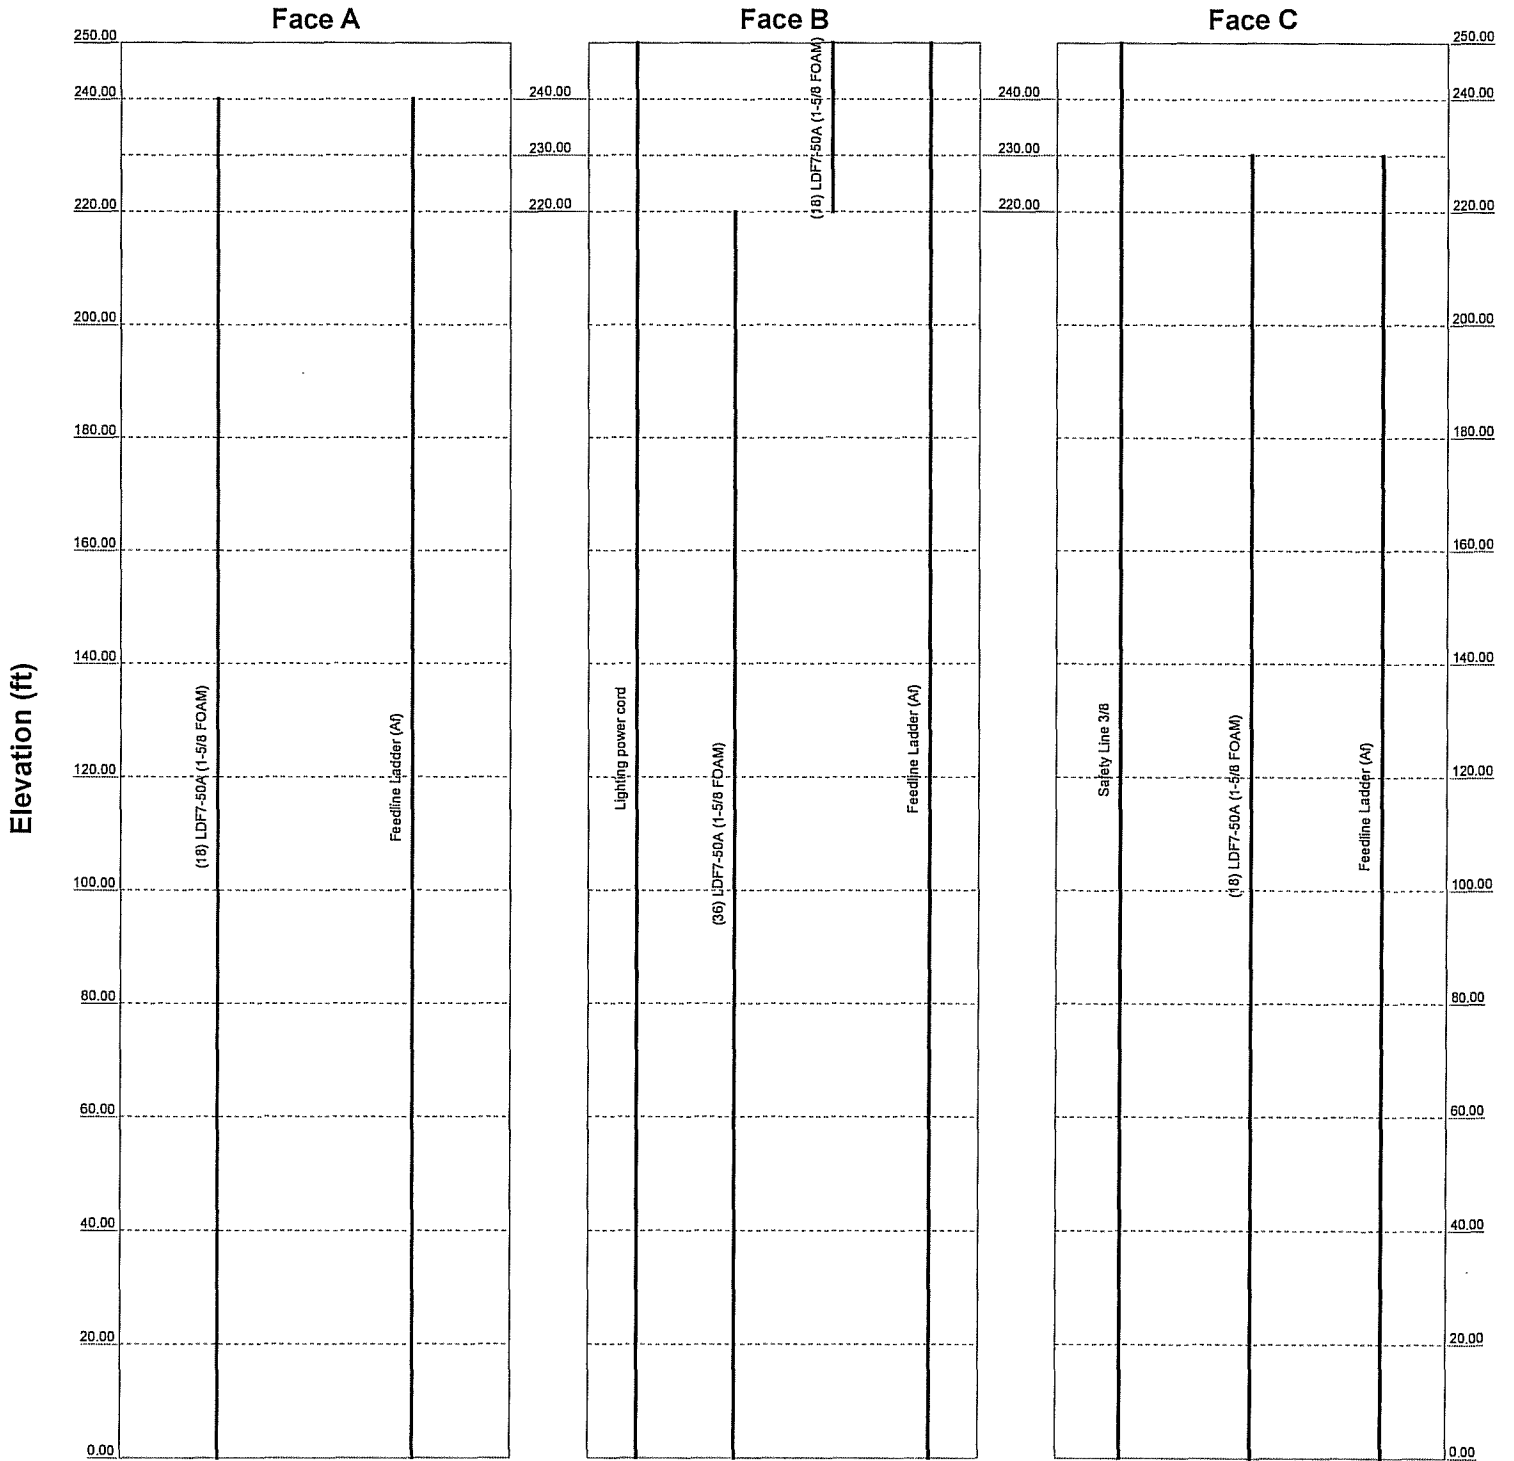 Face A
Face B
Face C
250.00
240.00
230.00
220.00
200.00
180.00
160.00
140.00
120.00
100.00
80.00
60.00
40.00
20.00
0.00
Elevation (ft)
(18) LDF7-50A (1-5/8 FOAM)
Feedline Ladder (Af)
240.00
230.00
220.00
Lighting power cord
(36) LDF7-50A (1-5/8 FOAM)
(18) LDF7-50A (1-5/8 FOAM)
Feedline Ladder (Af)
240.00
230.00
220.00
Safety Line 3/8
(18) LDF7-50A (1-5/8 FOAM)
Feedline Ladder (Af)
250.00
240.00
230.00
220.00
200.00
180.00
160.00
140.00
120.00
100.00
80.00
60.00
40.00
20.00
0.00